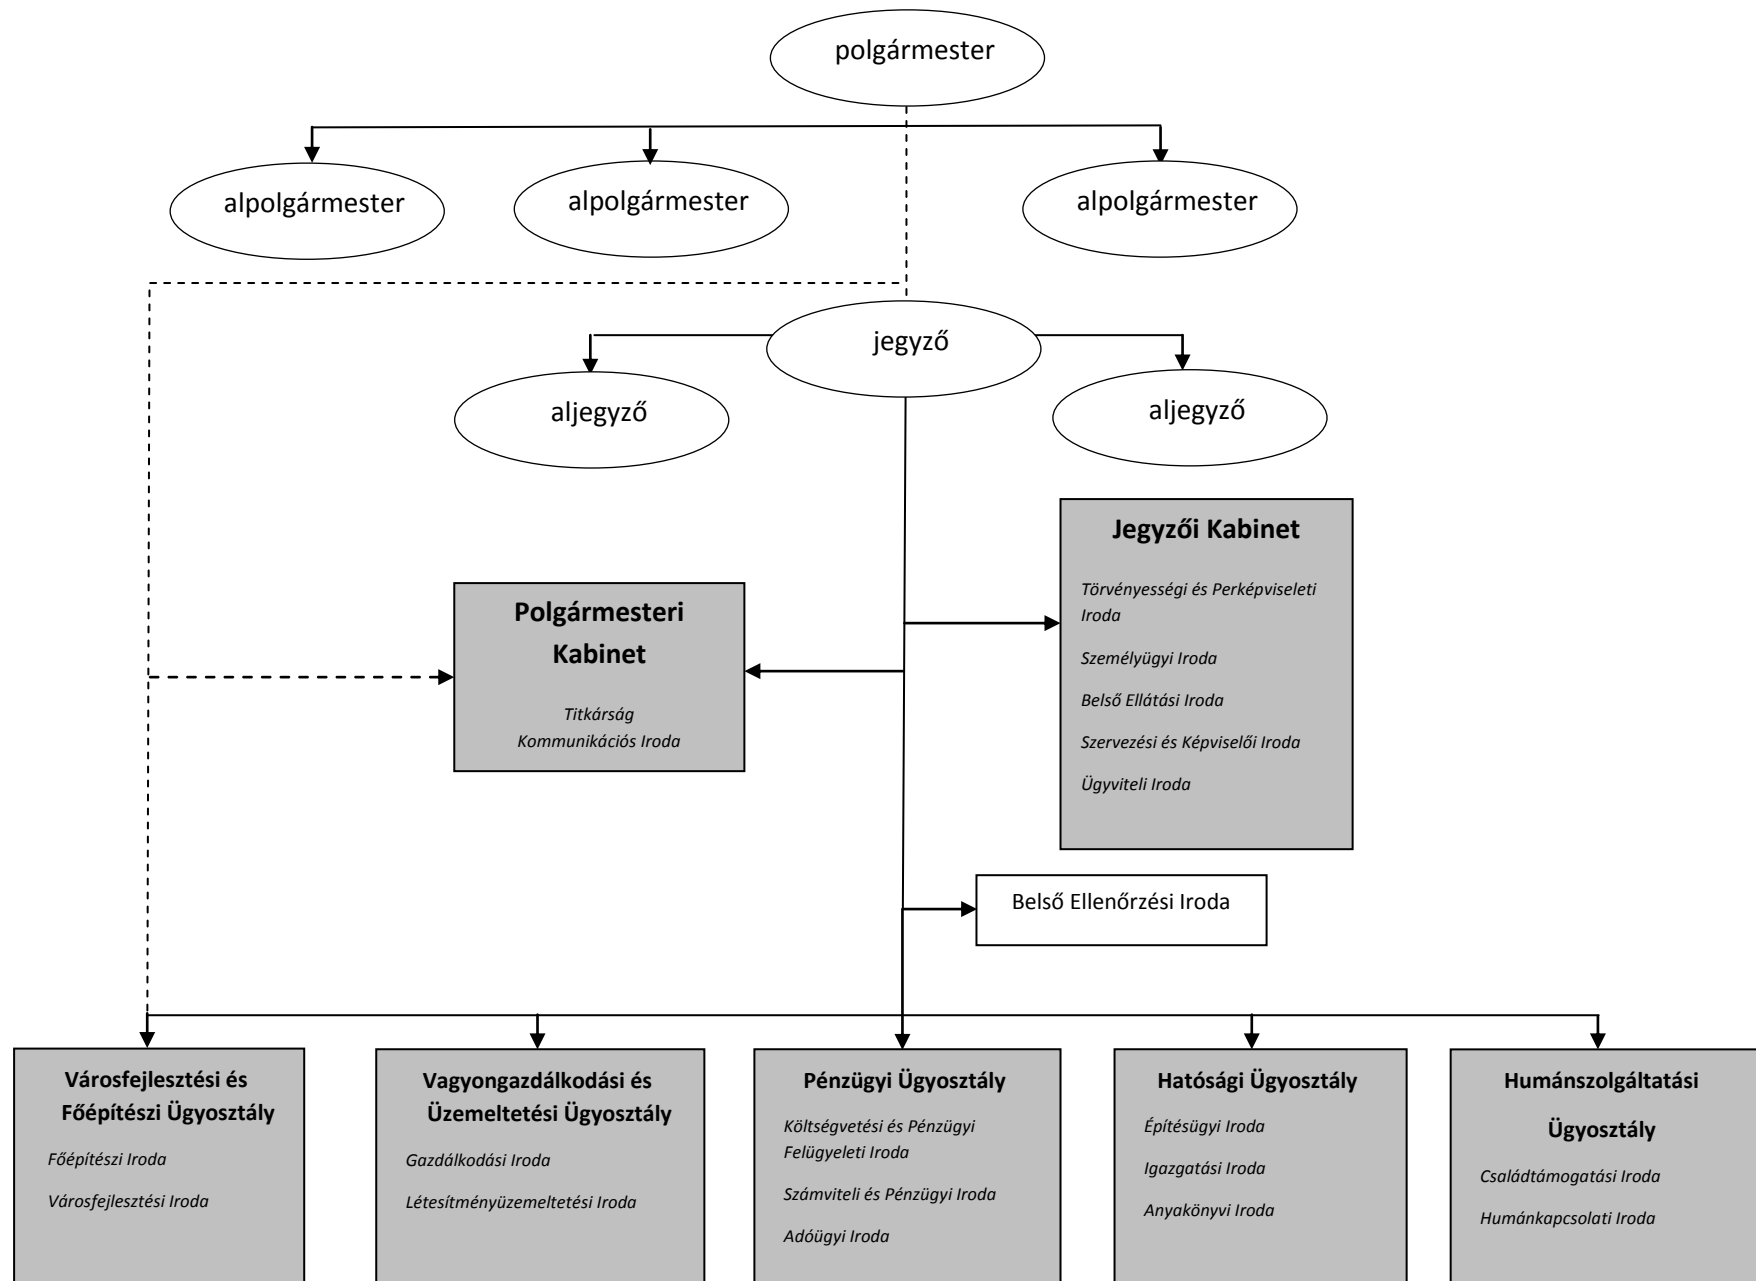 polgármester
alpolgármester
alpolgármester
alpolgármester
jegyző
aljegyző
aljegyző
Jegyzői Kabinet
Törvényességi és Perképviseleti
Iroda
Személyügyi Iroda
Belső Ellátási Iroda
Szervezési és Képviselői Iroda
Ügyviteli Iroda
Polgármesteri
Kabinet
Titkárság
Kommunikációs Iroda
Belső Ellenőrzési Iroda
Városfejlesztési és
Főépítészi Ügyosztály
Főépítészi Iroda
Városfejlesztési Iroda
Vagyongazdálkodási és
Üzemeltetési Ügyosztály
Gazdálkodási Iroda
Létesítményüzemeltetési Iroda
Pénzügyi Ügyosztály
Költségvetési és Pénzügyi
Felügyeleti Iroda
Számviteli és Pénzügyi Iroda
Adóügyi Iroda
Hatósági Ügyosztály
Építésügyi Iroda
Igazgatási Iroda
Anyakönyvi Iroda
Humánszolgáltatási
Ügyosztály
Családtámogatási Iroda
Humánkapcsolati Iroda